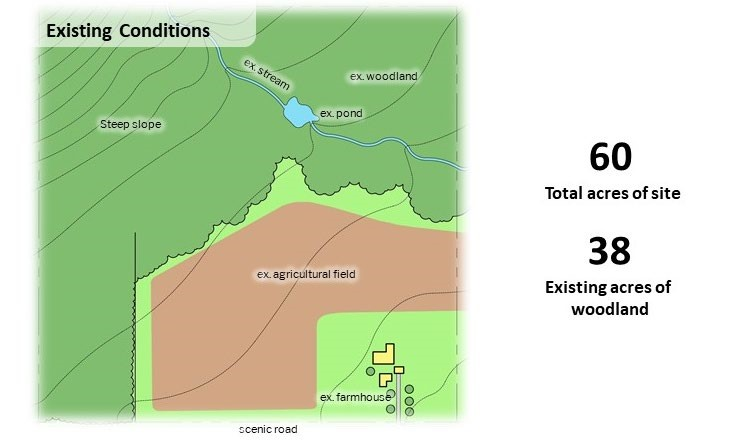 Existing Conditions
ex. stream
ex. woodland
ex. pond
Steep slope
ex. agricultural field
ex. farmhouse
scenic road
60
Total acres of site
38
Existing acres of
woodland